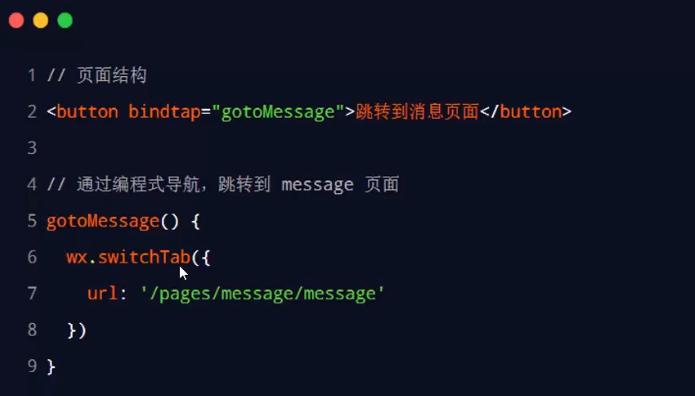 1 // 页面结构
2 <button bindtap="gotoMessage">跳转到消息页面</button>
3
4 // 通过编程式导航，跳转到 message 页面
5 gotoMessage() {
6   wx.switchTab({
7     url: '/pages/message/message'
8   })
9 }